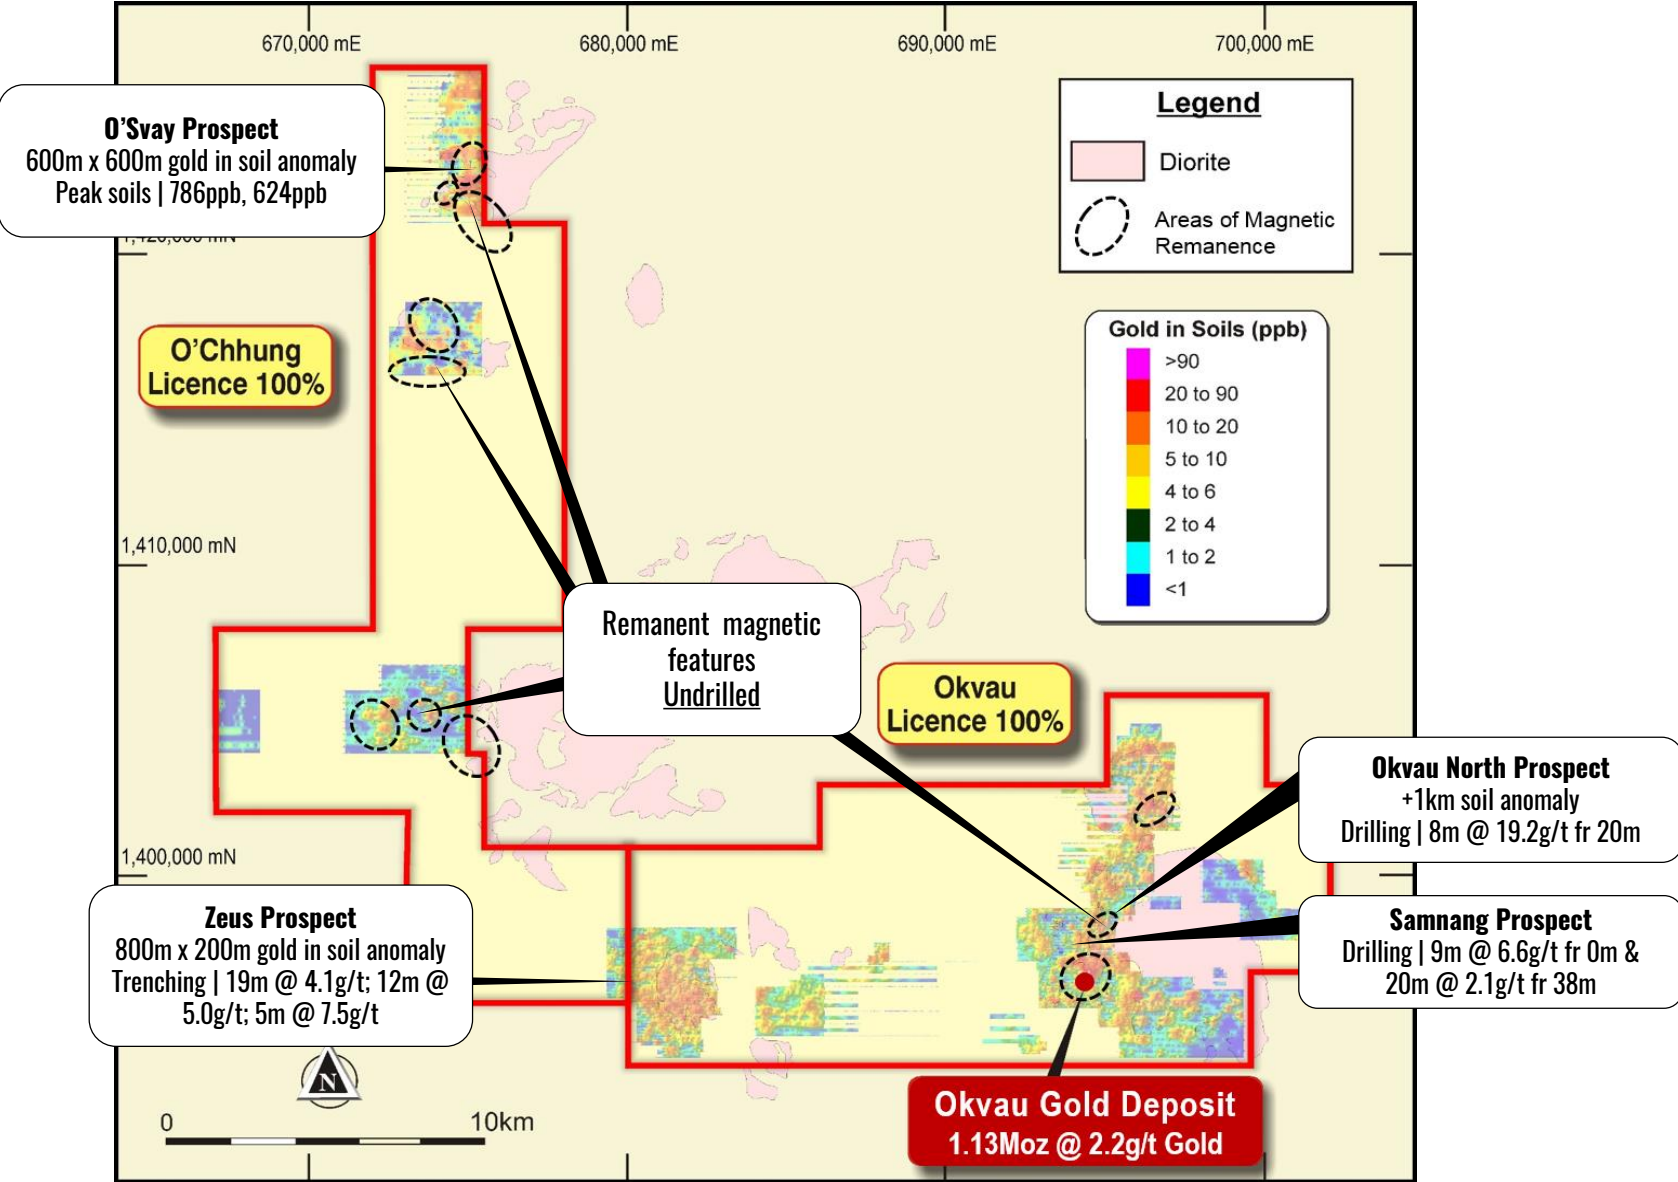 670,000 mE
680,000 mE
690,000 mE
700,000 mE
O'Svay Prospect
600m x 600m gold in soil anomaly
Peak soils | 786ppb, 624ppb
1,420,000 mN
Legend
Diorite
Areas of Magnetic
Remanence
O'Chhung
Licence 100%
Gold in Soils (ppb)
>90
20 to 90
10 to 20
5 to 10
4 to 6
2 to 4
1 to 2
<1
1,410,000 mN
Remanent magnetic
features
Undrilled
Okvau
Licence 100%
Okvau North Prospect
+1km soil anomaly
Drilling | 8m @ 19.2g/t fr 20m
1,400,000 mN
Zeus Prospect
800m x 200m gold in soil anomaly
Trenching | 19m @ 4.1g/t; 12m @
5.0g/t; 5m @ 7.5g/t
Samnang Prospect
Drilling | 9m @ 6.6g/t fr 0m &
20m @ 2.1g/t fr 38m
N
0
10km
Okvau Gold Deposit
1.13Moz @ 2.2g/t Gold